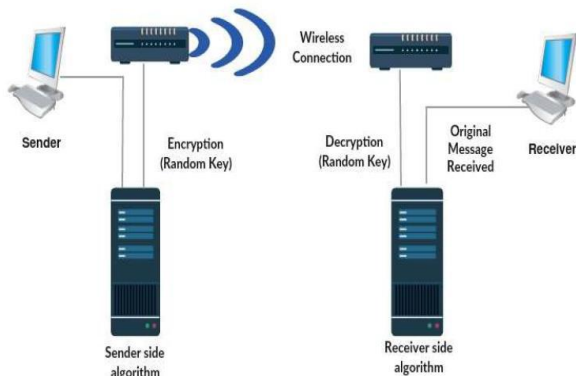 Wireless
Connection
Sender
Encryption
(Random Key)
Decryption
(Random Key)
Original
Message
Received
Receiver
Sender side
algorithm
Receiver side
algorithm